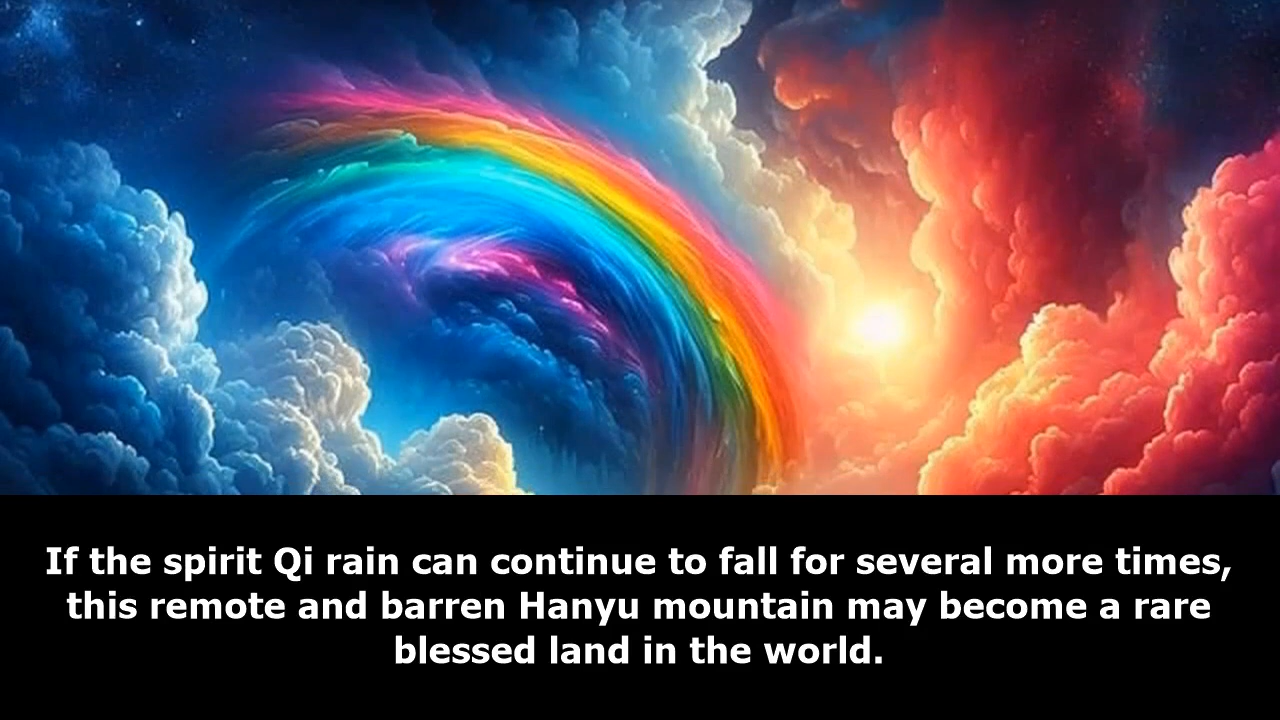 If the spirit Qi rain can continue to fall for several more times,
this remote and barren Hanyu mountain may become a rare
blessed land in the world.